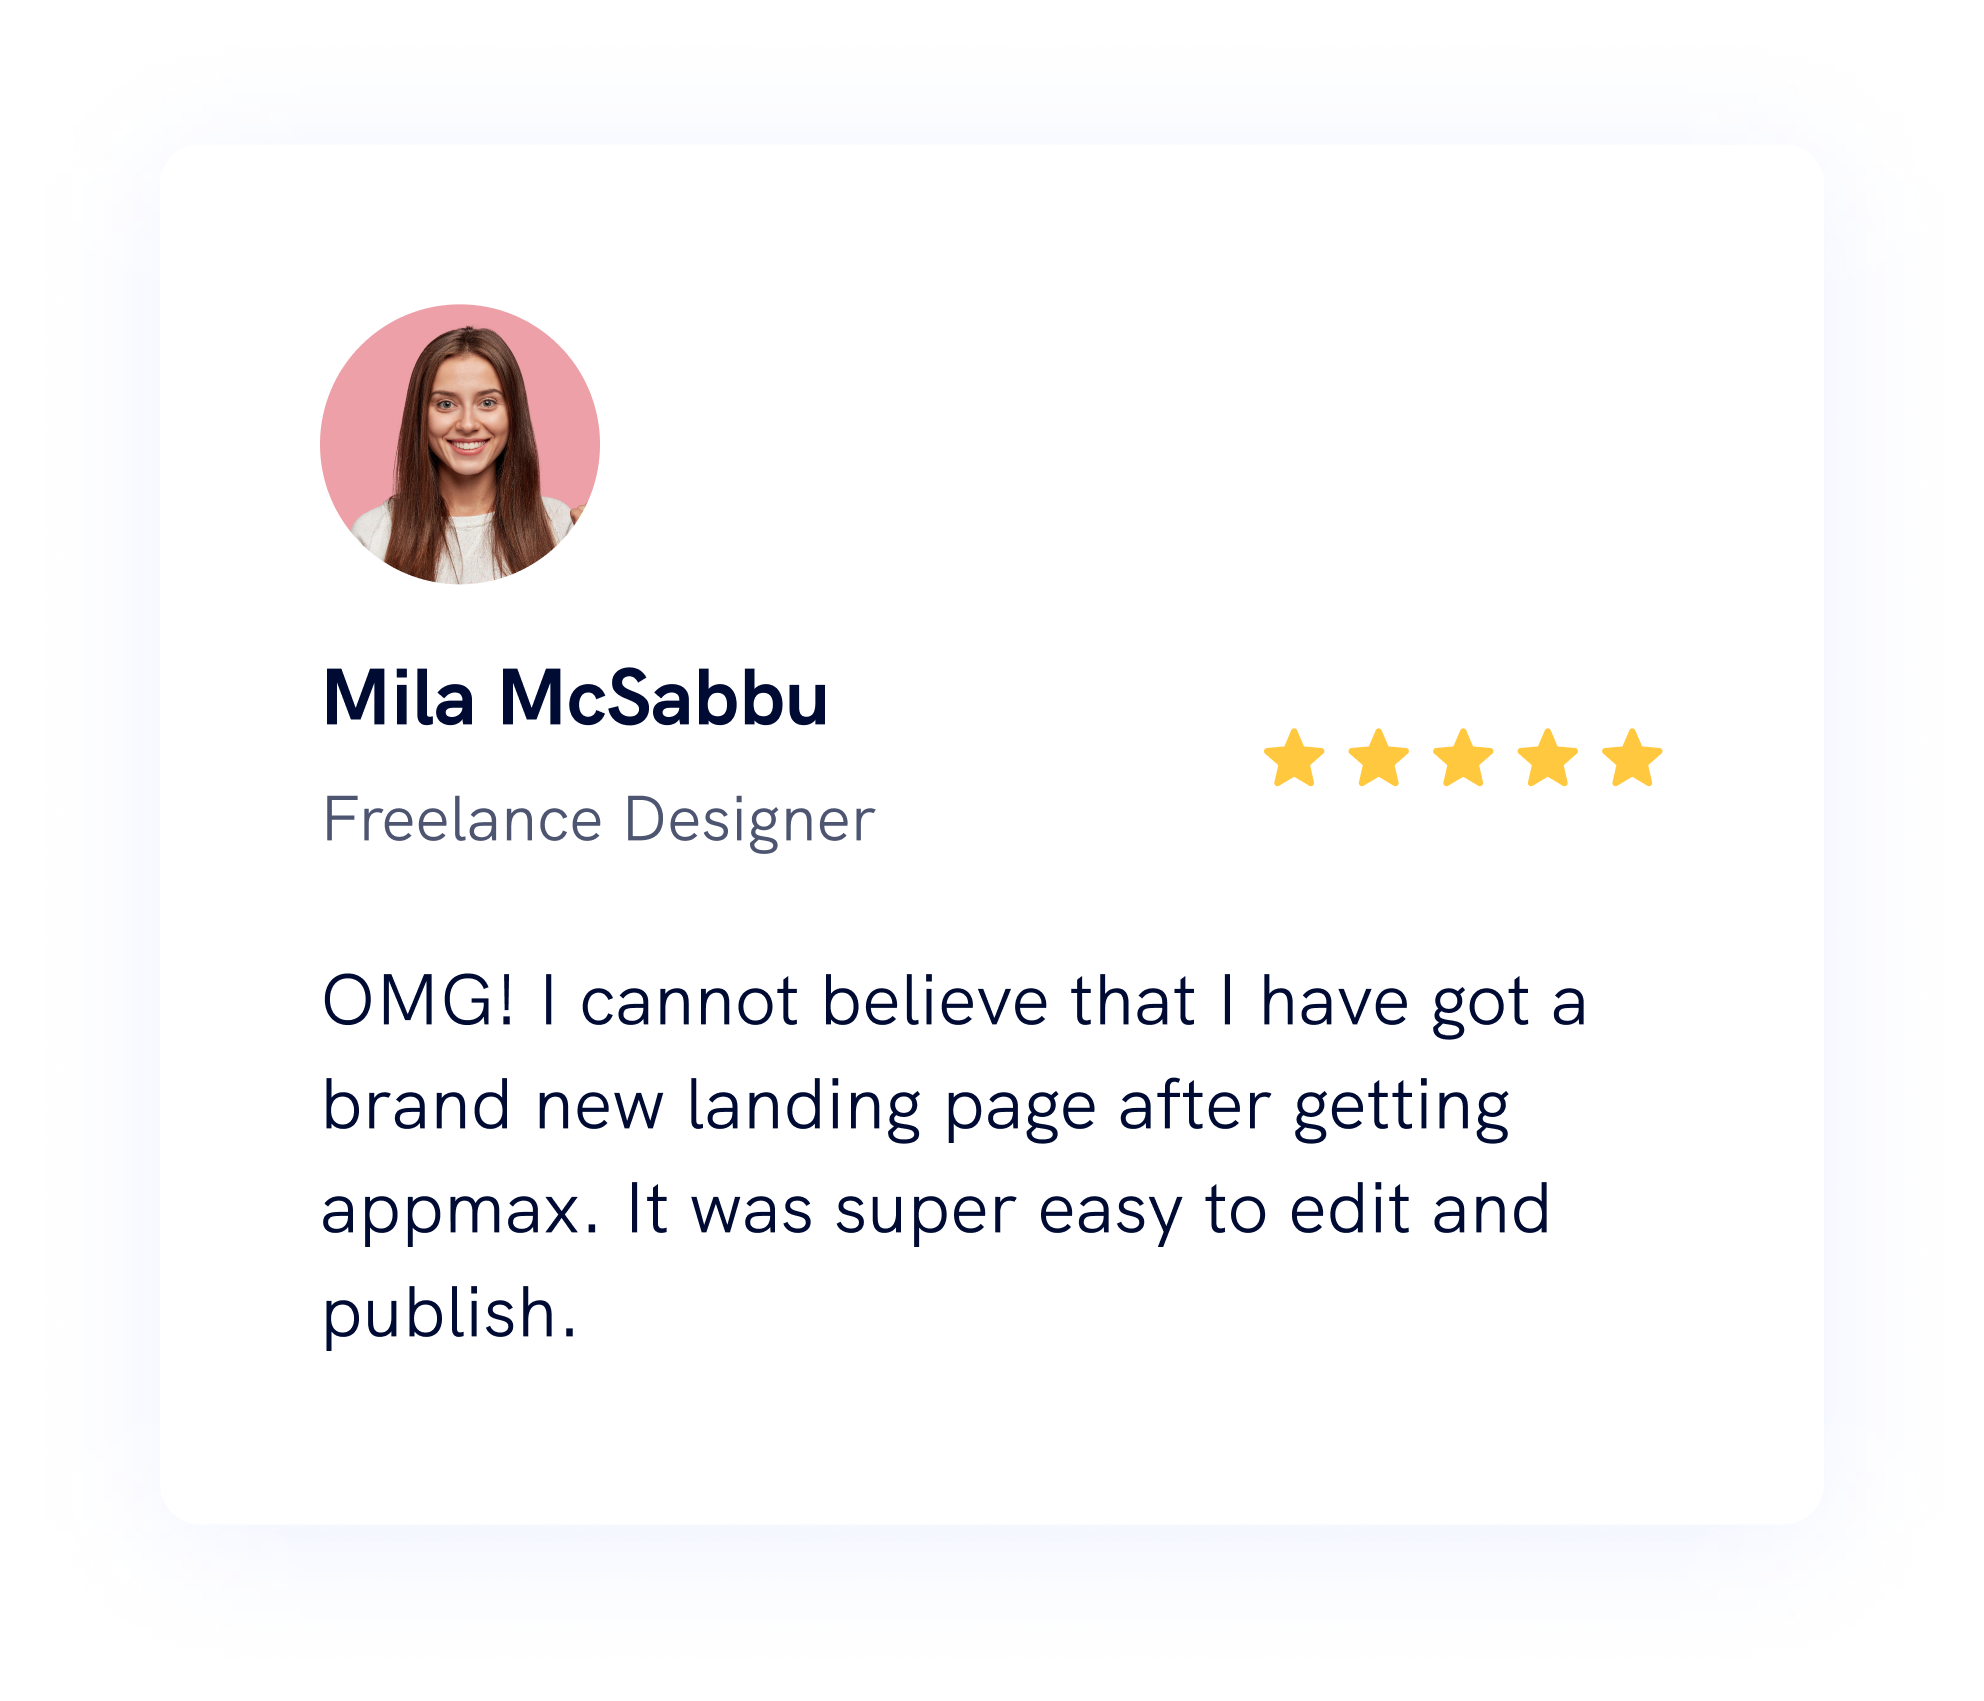 Mila McSabbu
Freelance Designer
OMG! I cannot believe that I have got a
brand new landing page after getting
appmax. It was super easy to edit and
publish.